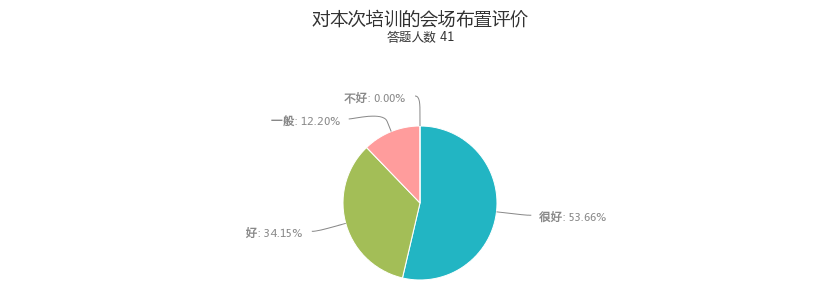 对本次培训的会场布置评价
答题人数 41
不好: 0.00%
一般: 12.20%
很好: 53.66%
好: 34.15%